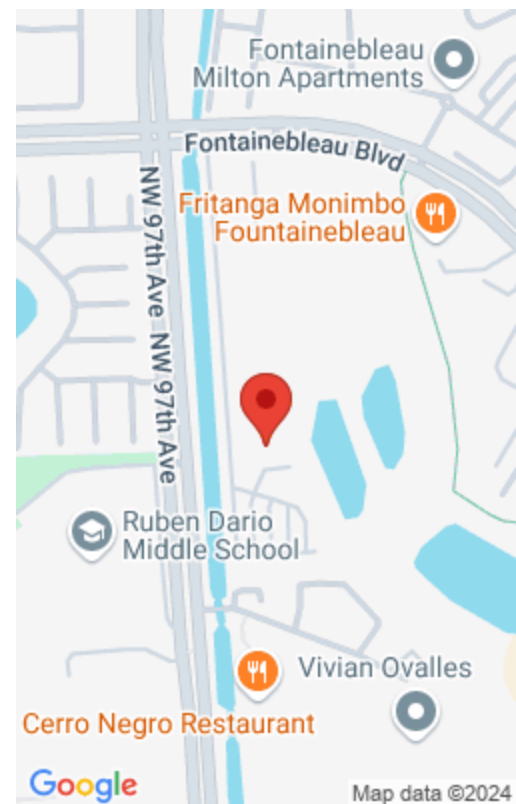 Fontainebleau
Milton Apartments
Fontainebleau Blvd
Fritanga Monimbo
Fountainebleau
NW 97th Ave
NW 97th Ave
Ruben Dario
Middle School
Vivian Ovalles
Cerro Negro Restaurant
Google
Map data ©2024